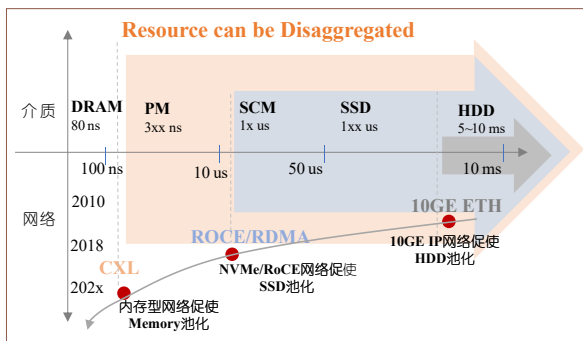 Resource can be Disaggregated
介质
DRAM
80 ns
PM
3xx ns
SCM
1x us
SSD
1xx us
HDD
5~10 ms
100 ns
10 us
50 us
10 ms
网络
2010
2018
202x
10GE ETH
10GE IP网络促使
HDD池化
ROCE/RDMA
NVMe/RoCE网络促使
SSD池化
CXL
内存型网络促使
Memory池化